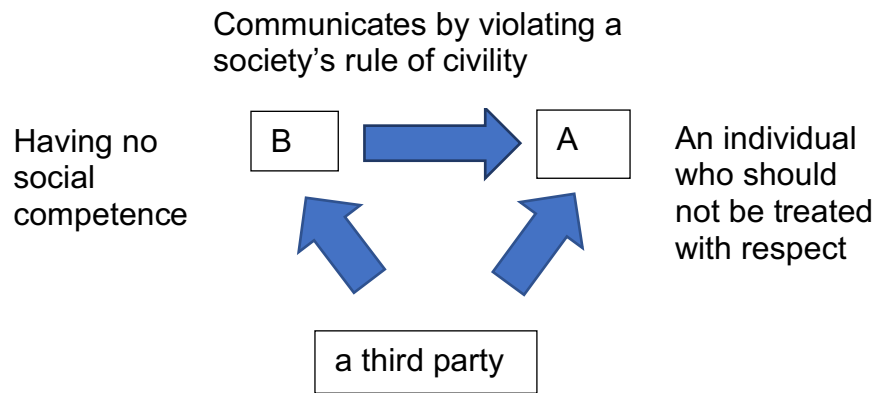 Communicates by violating a
society’s rule of civility
Having no
social
competence
B
A
An individual
who should
not be treated
with respect
a third party